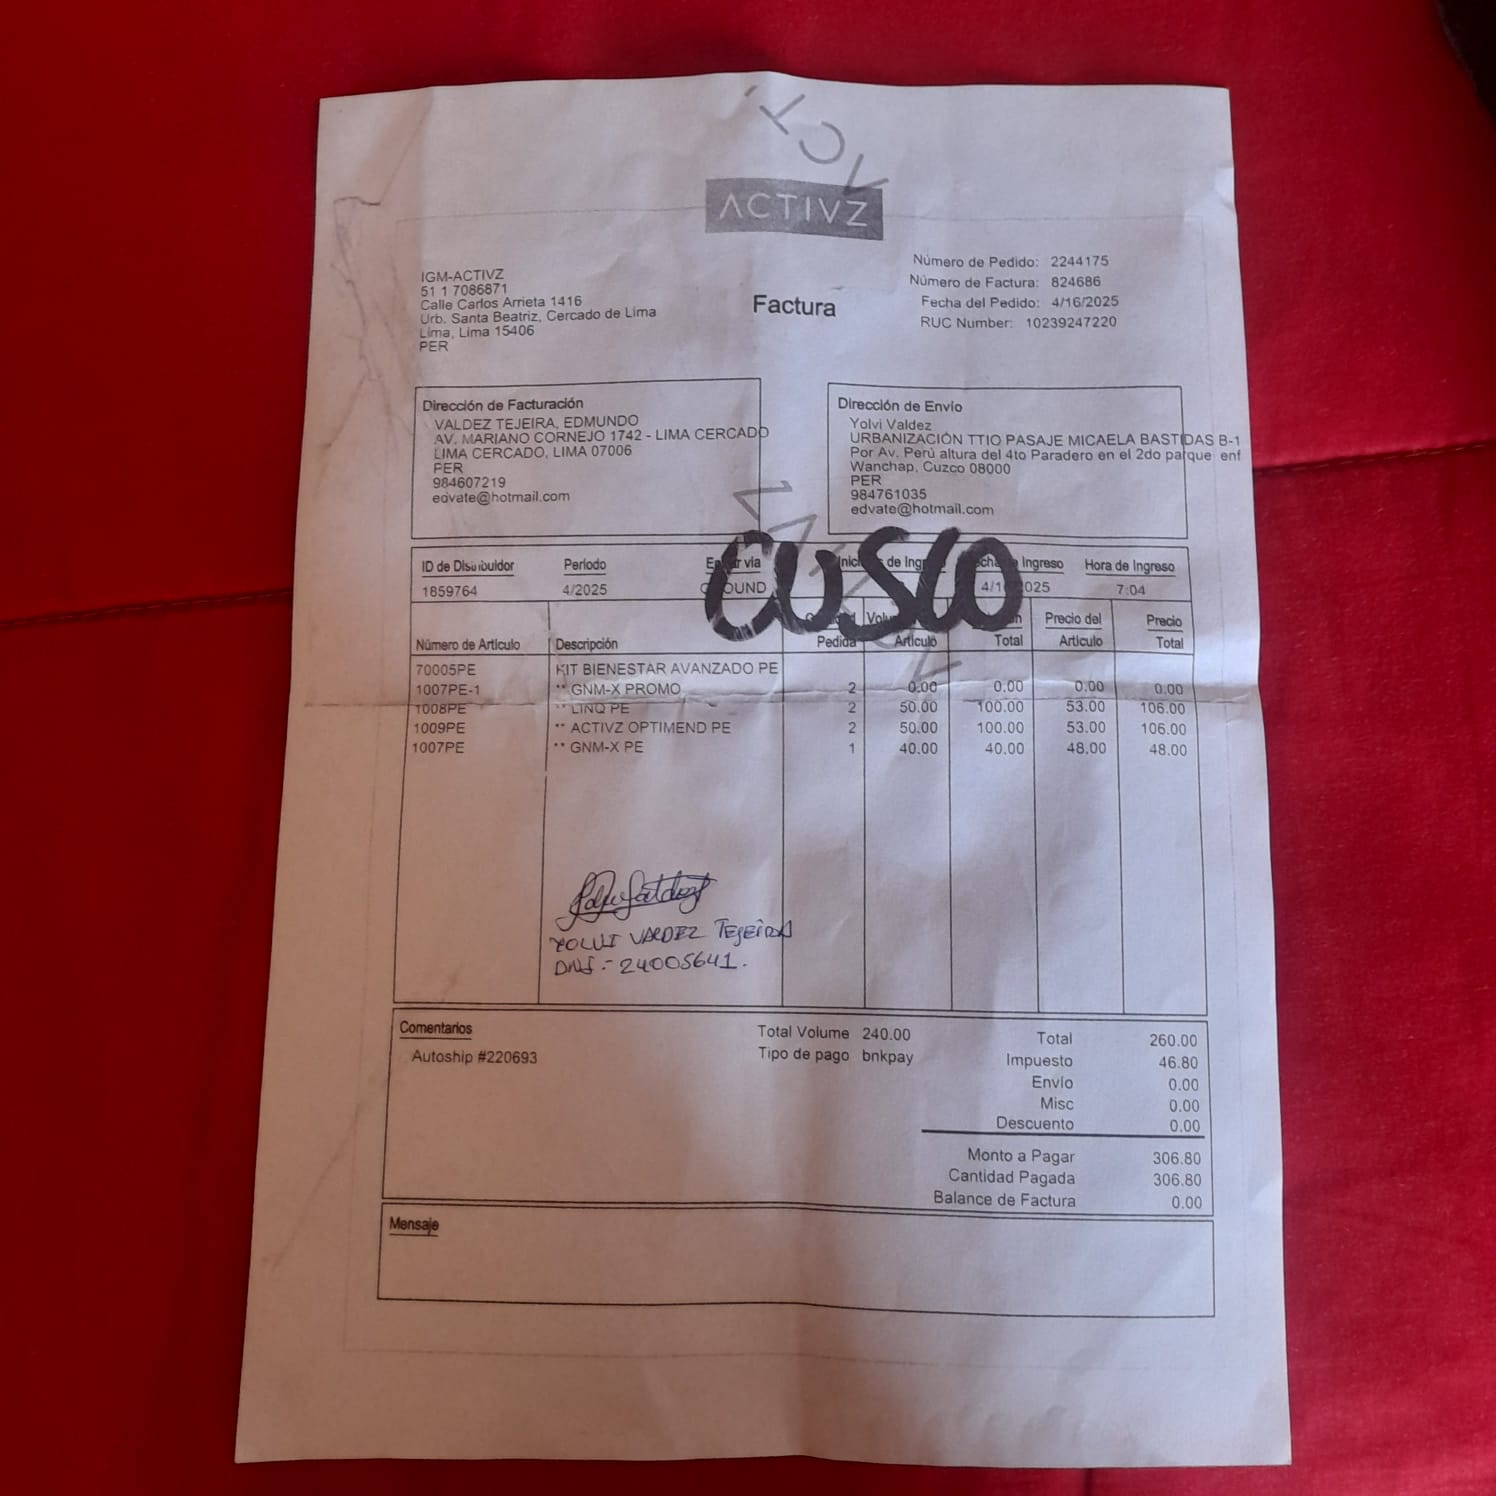 ACTIVZ
IGM-ACTIVZ
51 1 7086871
Calle Carlos Arrieta 1416
Urb. Santa Beatriz, Cercado de Lima
Lima, Lima 15406
PER
Factura
Número de Pedido: 2244175
Número de Factura: 824686
Fecha del Pedido: 4/16/2025
RUC Number: 10239247220
Dirección de Facturación
VALDEZ TEJEIRA, EDMUNDO
AV. MARIANO CORNEJO 1742 - LIMA CERCADO
LIMA CERCADO, LIMA 07006
PER
984607219
edvate@hotmail.com
Dirección de Envío
Yolvi Valdez
URBANIZACIÓN TTIO PASAJE MICAELA BASTIDAS B-1
Por Av. Perú altura del 4to Paradero en el 2do parque enf
Wanchap, Cuzco 08000
PER
984761035
edvate@hotmail.com
CUSCO
ID de Distribuidor Período vía de Ingreso Hora de Ingreso
1859764 4/2025 7:04
Número de Artículo Descripción Pedida Artículo Total Precio del Artículo Precio Total
70005PE KIT BIENESTAR AVANZADO PE
1007PE-1 ** GNM-X PROMO 2 0.00 0.00 0.00 0.00
1008PE ** LINQ PE 2 50.00 100.00 53.00 106.00
1009PE ** ACTIVZ OPTIMEND PE 2 50.00 100.00 53.00 106.00
1007PE ** GNM-X PE 1 40.00 40.00 48.00 48.00
YOLVI VALDEZ TEJEIRA
DNI:- 24005641.
Comentarios
Autoship #220693
Total Volume 240.00
Tipo de pago bnkpay
Total 260.00
Impuesto 46.80
Envío 0.00
Misc 0.00
Descuento 0.00
Monto a Pagar 306.80
Cantidad Pagada 306.80
Balance de Factura 0.00
Mensaje